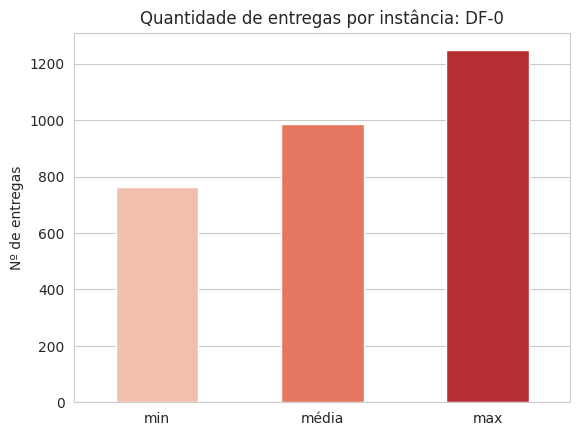 Quantidade de entregas por instância: DF-0
Nº de entregas
1200
1000
800
600
400
200
0
min média max